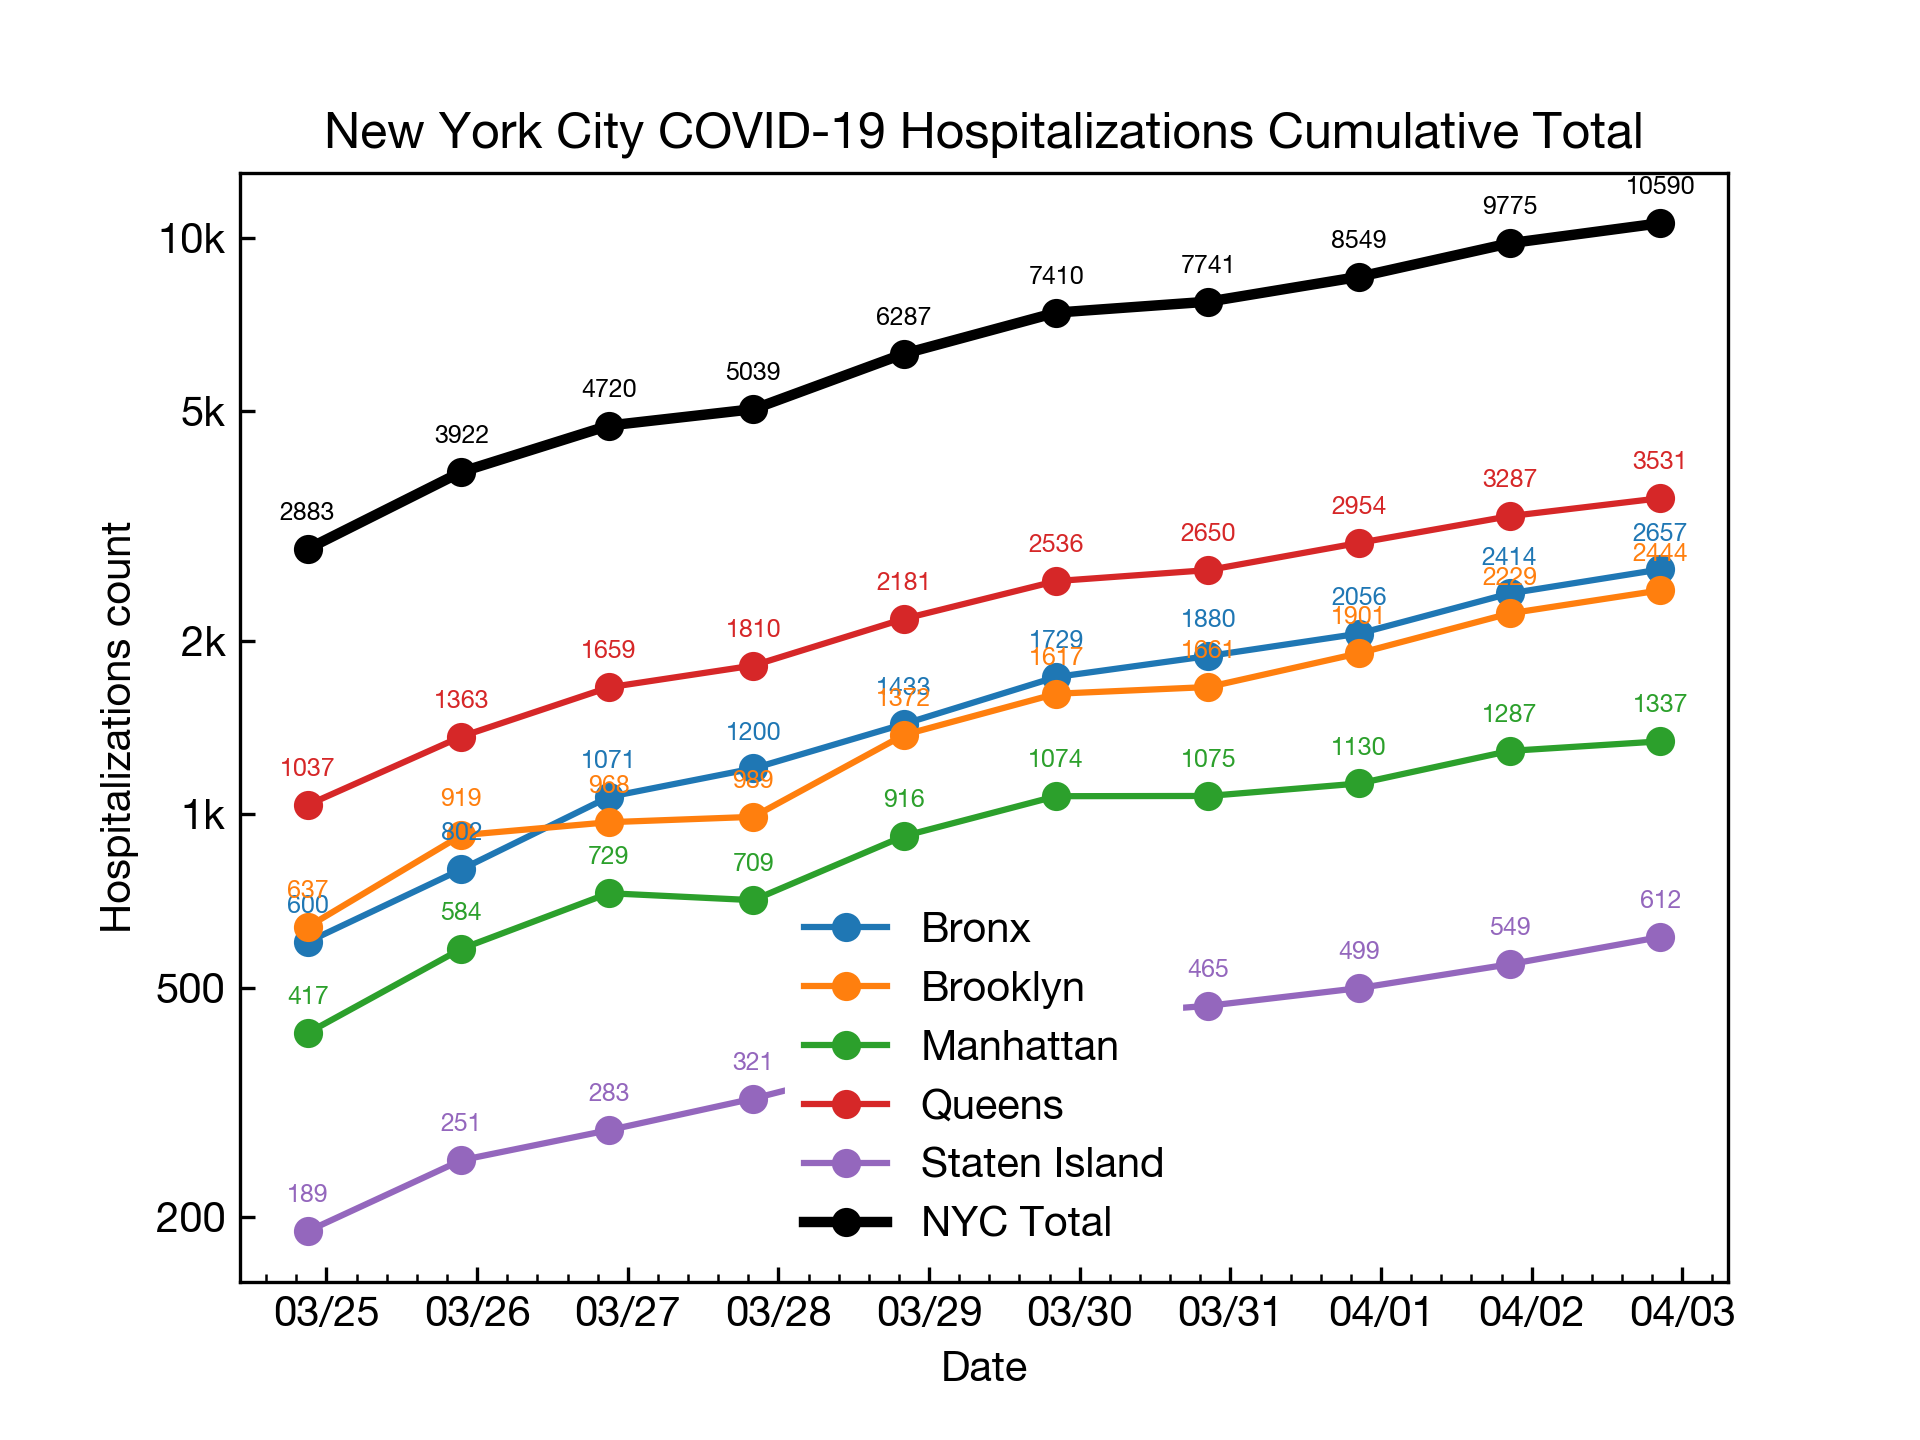 New York City COVID-19 Hospitalizations Cumulative Total
Hospitalizations count
10k
5k
2k
1k
500
200
2883 3922 4720 5039 6287 7410 7741 8549 9775 10590
1037 1363 1659 1810 2181 2536 2650 2954 3287 3531
600 802 1071 1200 1433 1729 1880 2056 2414 2657
637 919 968 989 1372 1617 1661 1901 2229 2444
417 584 729 709 916 1074 1075 1130 1287 1337
189 251 283 321 465 499 549 612
Bronx
Brooklyn
Manhattan
Queens
Staten Island
NYC Total
03/25 03/26 03/27 03/28 03/29 03/30 03/31 04/01 04/02 04/03
Date